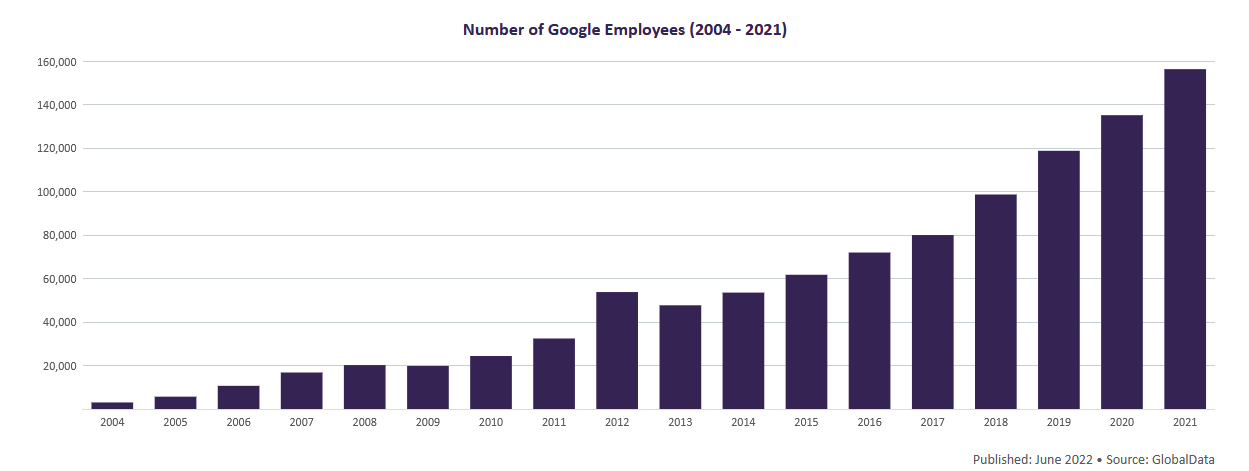 Number of Google Employees (2004 - 2021)
160,000
140,000
120,000
100,000
80,000
60,000
40,000
20,000
2004 2005 2006 2007 2008 2009 2010 2011 2012 2013 2014 2015 2016 2017 2018 2019 2020 2021
Published: June 2022 • Source: GlobalData